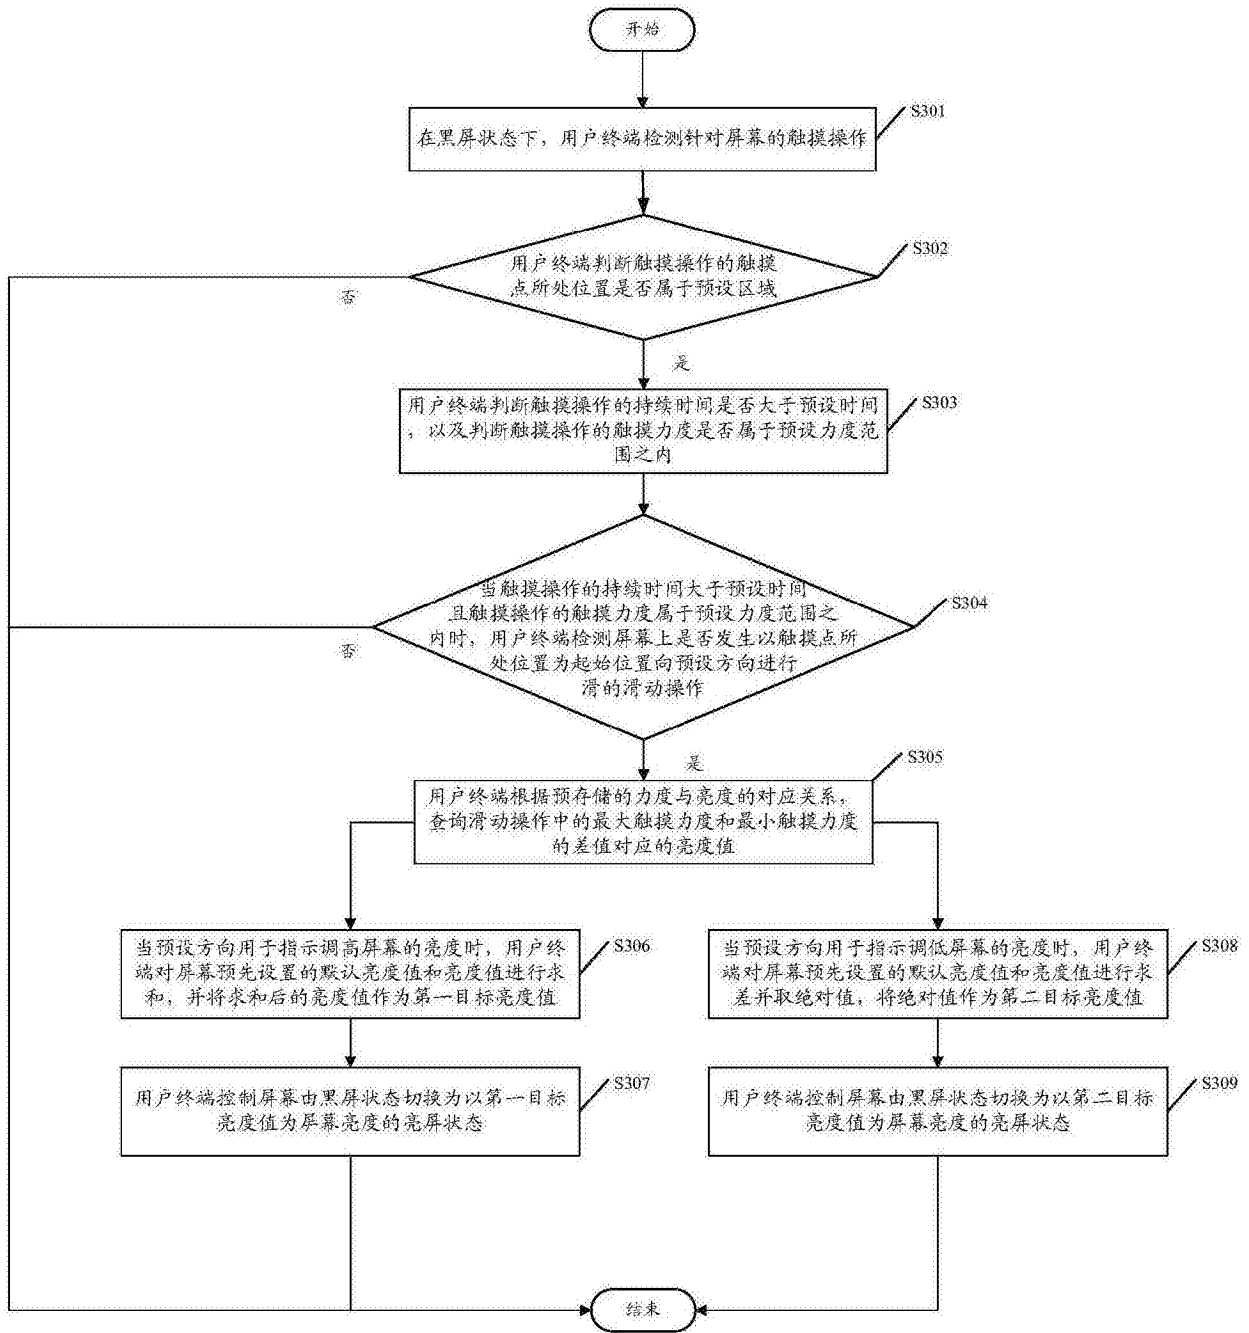 开始
S301
在黑屏状态下，用户终端检测针对屏幕的触摸操作
S302
用户终端判断触摸操作的触摸
点所处位置是否属于预设区域
否
是
S303
用户终端判断触摸操作的持续时间是否大于预设时间
，以及判断触摸操作的触摸力度是否属于预设力度范
围之内
S304
当触摸操作的持续时间大于预设时间
且触摸操作的触摸力度属于预设力度范围之
内时，用户终端检测屏幕上是否发生以触摸点所
处位置为起始位置向预设方向进行
滑的滑动操作
否
是
S305
用户终端根据预存储的力度与亮度的对应关系，
查询滑动操作中的最大触摸力度和最小触摸力度
的差值对应的亮度值
S306
当预设方向用于指示调高屏幕的亮度时，用户终
端对屏幕预先设置的默认亮度值和亮度值进行求
和，并将求和后的亮度值作为第一目标亮度值
S308
当预设方向用于指示调低屏幕的亮度时，用户终
端对屏幕预先设置的默认亮度值和亮度值进行求
差并取绝对值，将绝对值作为第二目标亮度值
S307
用户终端控制屏幕由黑屏状态切换为以第一目标
亮度值为屏幕亮度的亮屏状态
S309
用户终端控制屏幕由黑屏状态切换为以第二目标
亮度值为屏幕亮度的亮屏状态
结束